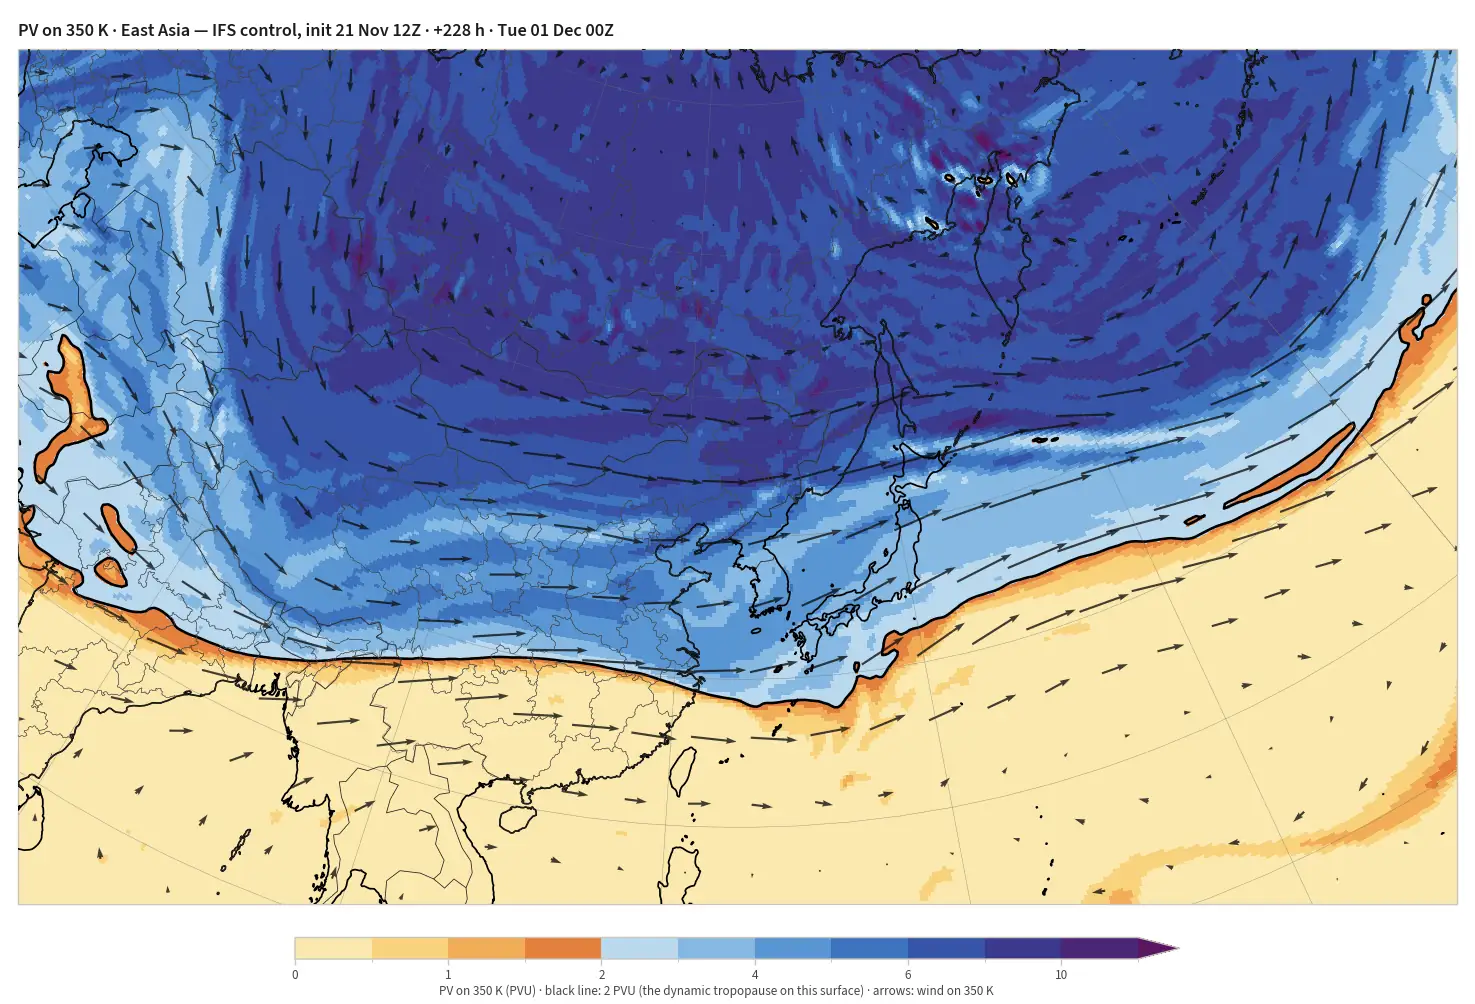 PV on 350 K · East Asia — IFS control, init 21 Nov 12Z · +228 h · Tue 01 Dec 00Z
0 1 2 4 6 10
PV on 350 K (PVU) · black line: 2 PVU (the dynamic tropopause on this surface) · arrows: wind on 350 K